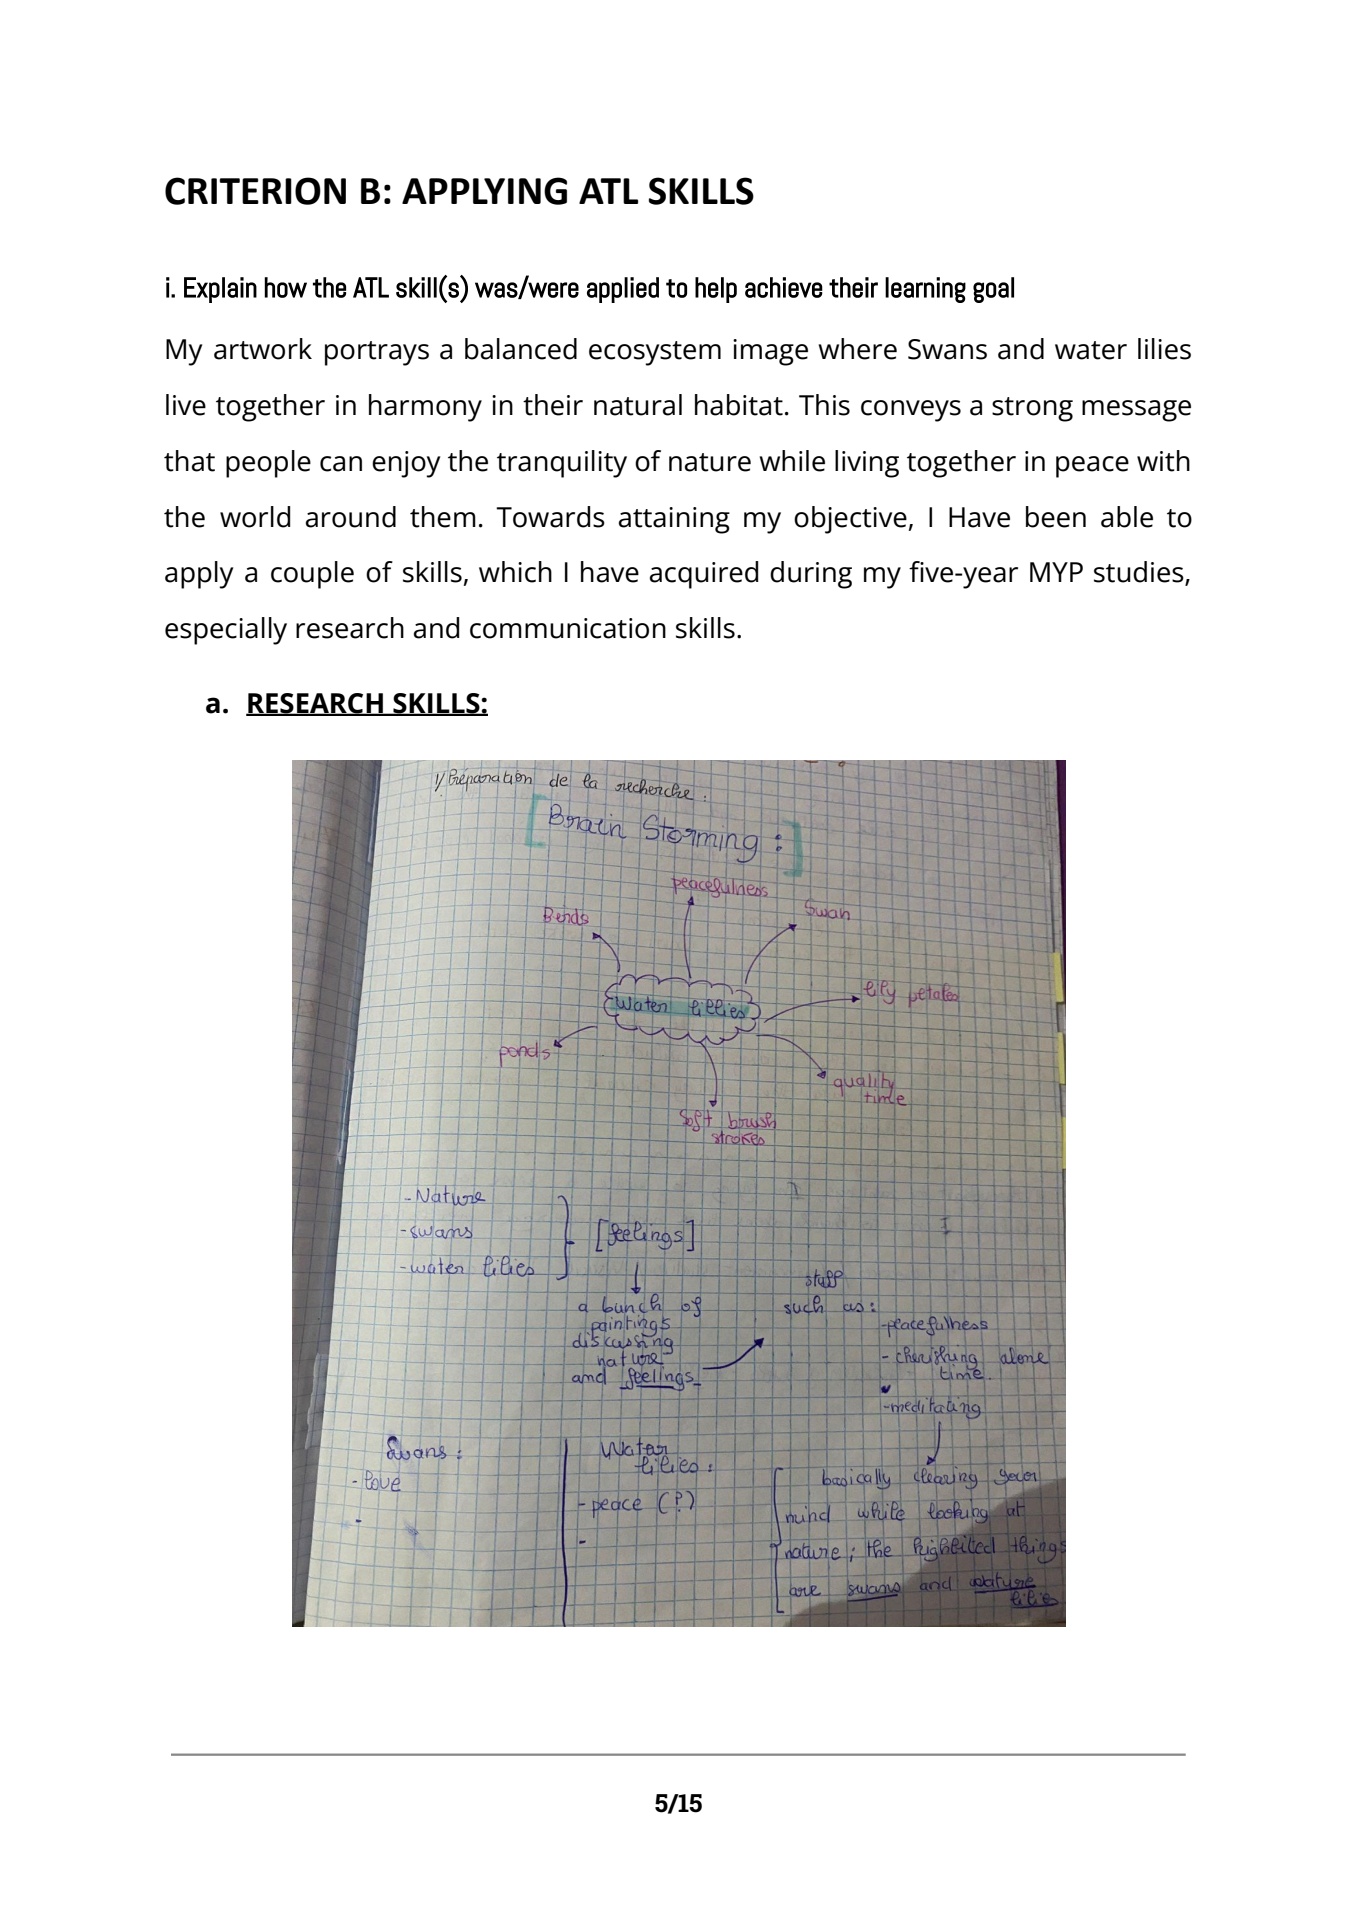 CRITERION B: APPLYING ATL SKILLS
i. Explain how the ATL skill(s) was/were applied to help achieve their learning goal
My artwork portrays a balanced ecosystem image where Swans and water lilies
live together in harmony in their natural habitat. This conveys a strong message
that people can enjoy the tranquility of nature while living together in peace with
the world around them. Towards attaining my objective, I Have been able to
apply a couple of skills, which I have acquired during my five-year MYP studies,
especially research and communication skills.
a. RESEARCH SKILLS:
1/ Préparation de la recherche :
[Brain Storming :]
peacefulness
Birds
Swan
Water lillies
lily petales
ponds
quality
time
Soft brush
strokes
- Nature
- swans
- water lilies
[feelings]
a bunch of
paintings
discussing
nature
and feelings
stuff
such as :
- peacefulness
- cherishing alone
time.
- meditating
Swans :
- love
-
Water
lilies :
- peace (?)
-
basically clearing your
mind while looking at
nature ; the highlited things
are swans and nature
lilies
5/15